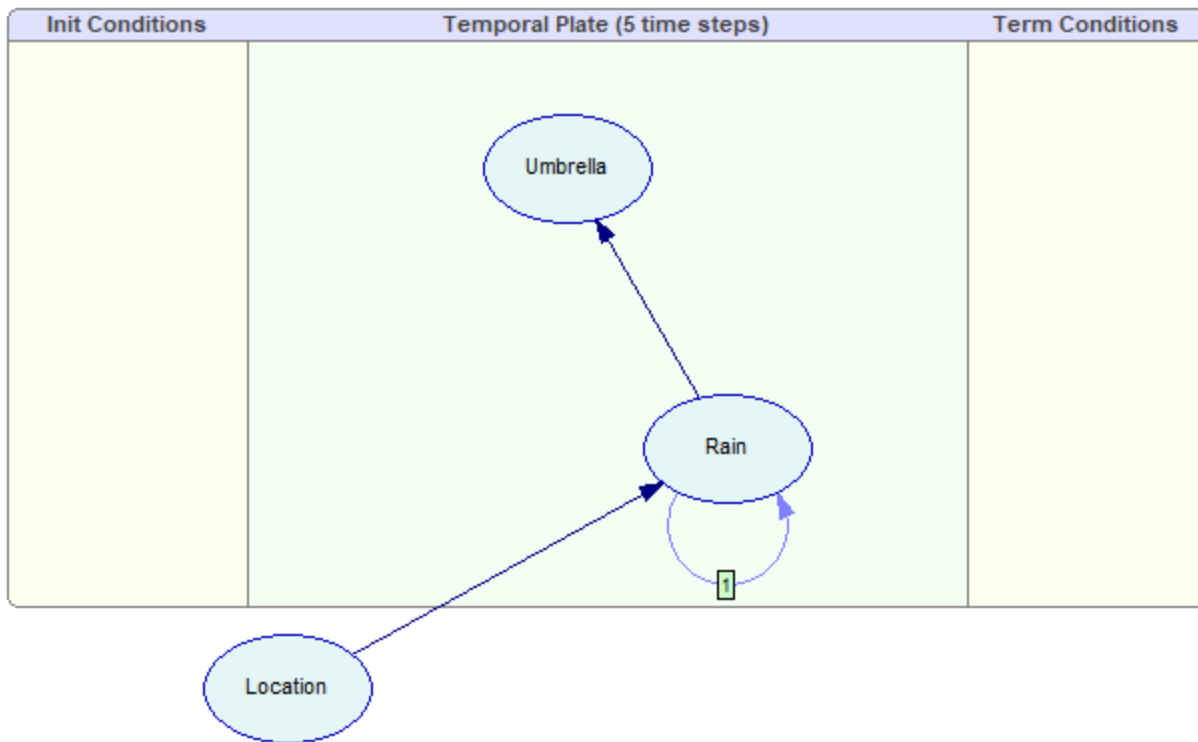 Init Conditions
Temporal Plate (5 time steps)
Term Conditions
Umbrella
Rain
1
Location